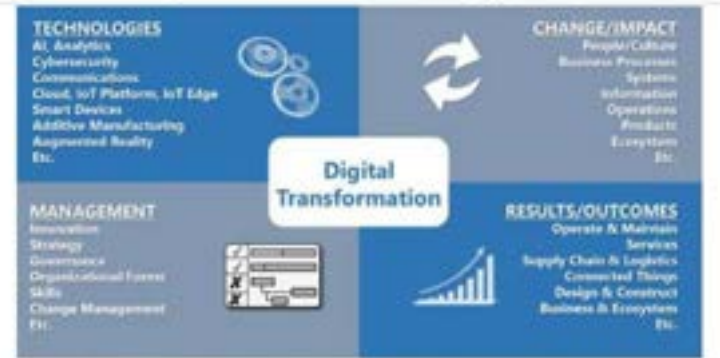 TECHNOLOGIES
AI, Analytics
Cybersecurity
Communications
Cloud, IoT Platform, IoT Edge
Smart Devices
Additive Manufacturing
Augmented Reality
Etc.
CHANGE/IMPACT
People/Culture
Business Processes
Systems
Information
Operations
Products
Ecosystem
Etc.
Digital
Transformation
MANAGEMENT
Innovation
Strategy
Governance
Organizational Forms
Skills
Change Management
Etc.
RESULTS/OUTCOMES
Operate & Maintain
Services
Supply Chain & Logistics
Connected Things
Design & Construct
Business & Ecosystem
Etc.